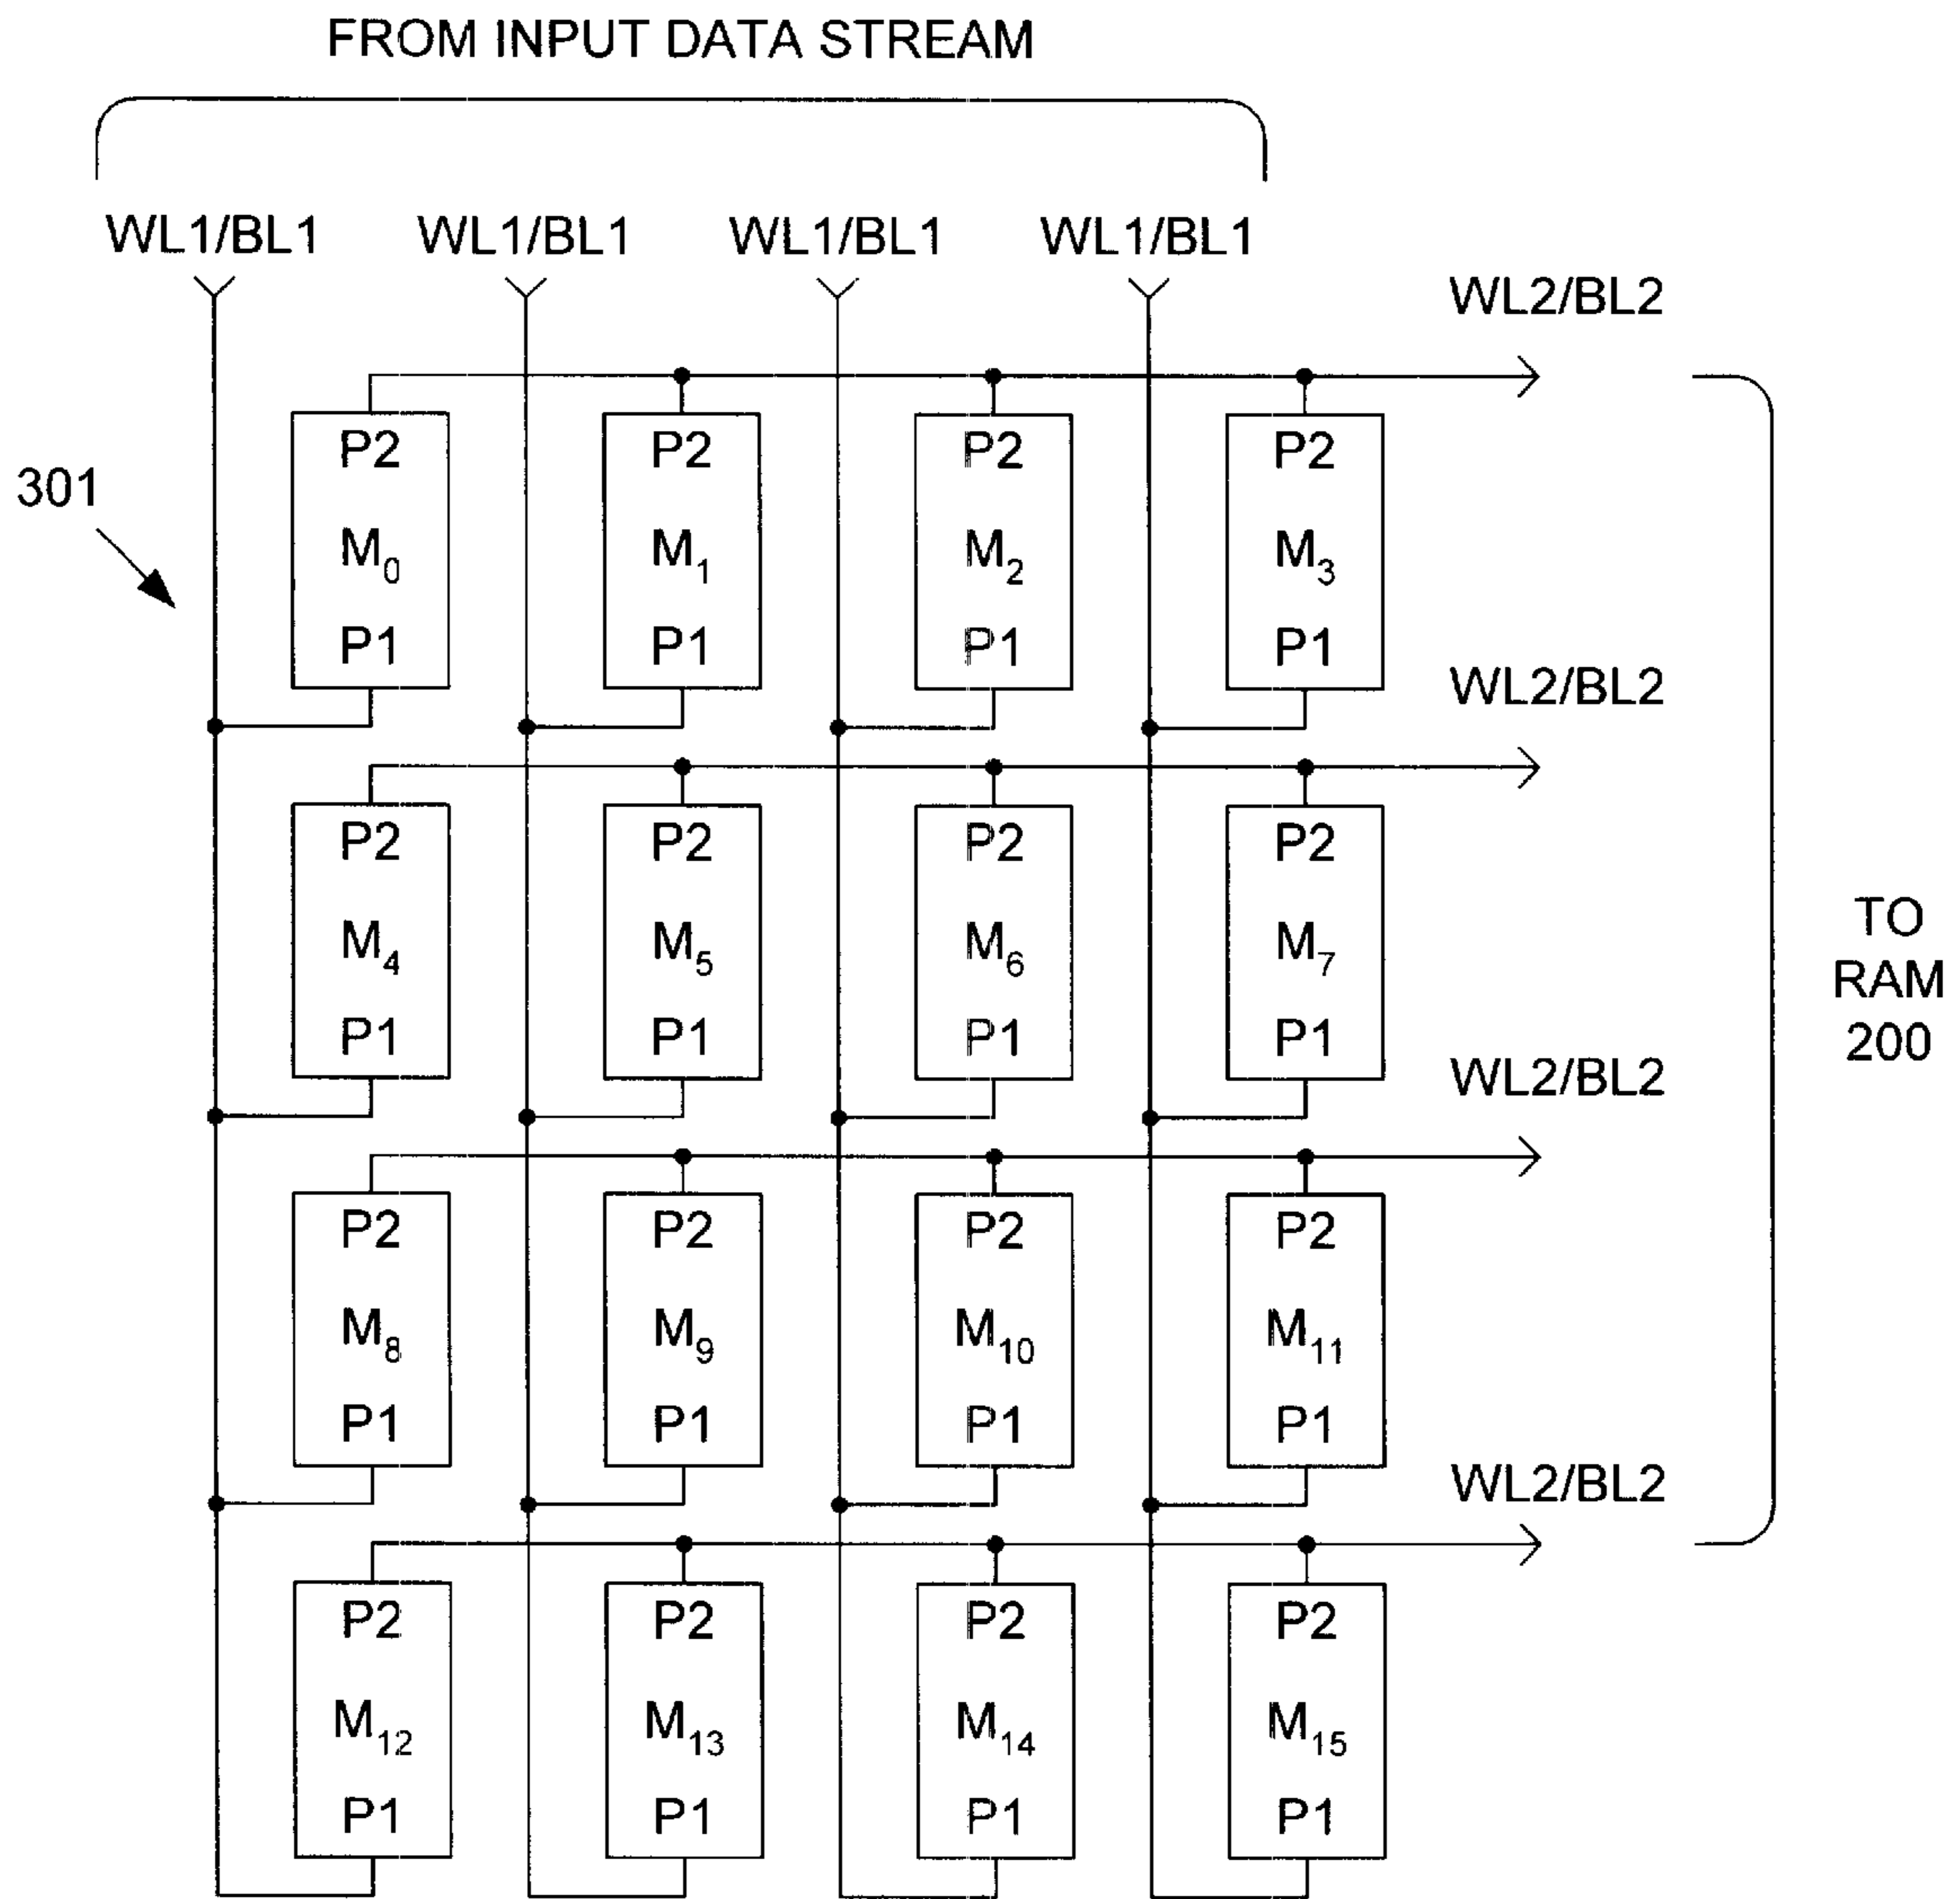 FROM INPUT DATA STREAM
WL1/BL1 WL1/BL1 WL1/BL1 WL1/BL1
WL2/BL2
P2 P2 P2 P2
301
M0 M1 M2 M3
P1 P1 P1 P1
WL2/BL2
P2 P2 P2 P2
TO
M4 M5 M6 M7
RAM
200
P1 P1 P1 P1
WL2/BL2
P2 P2 P2 P2
M8 M9 M10 M11
P1 P1 P1 P1
WL2/BL2
P2 P2 P2 P2
M12 M13 M14 M15
P1 P1 P1 P1